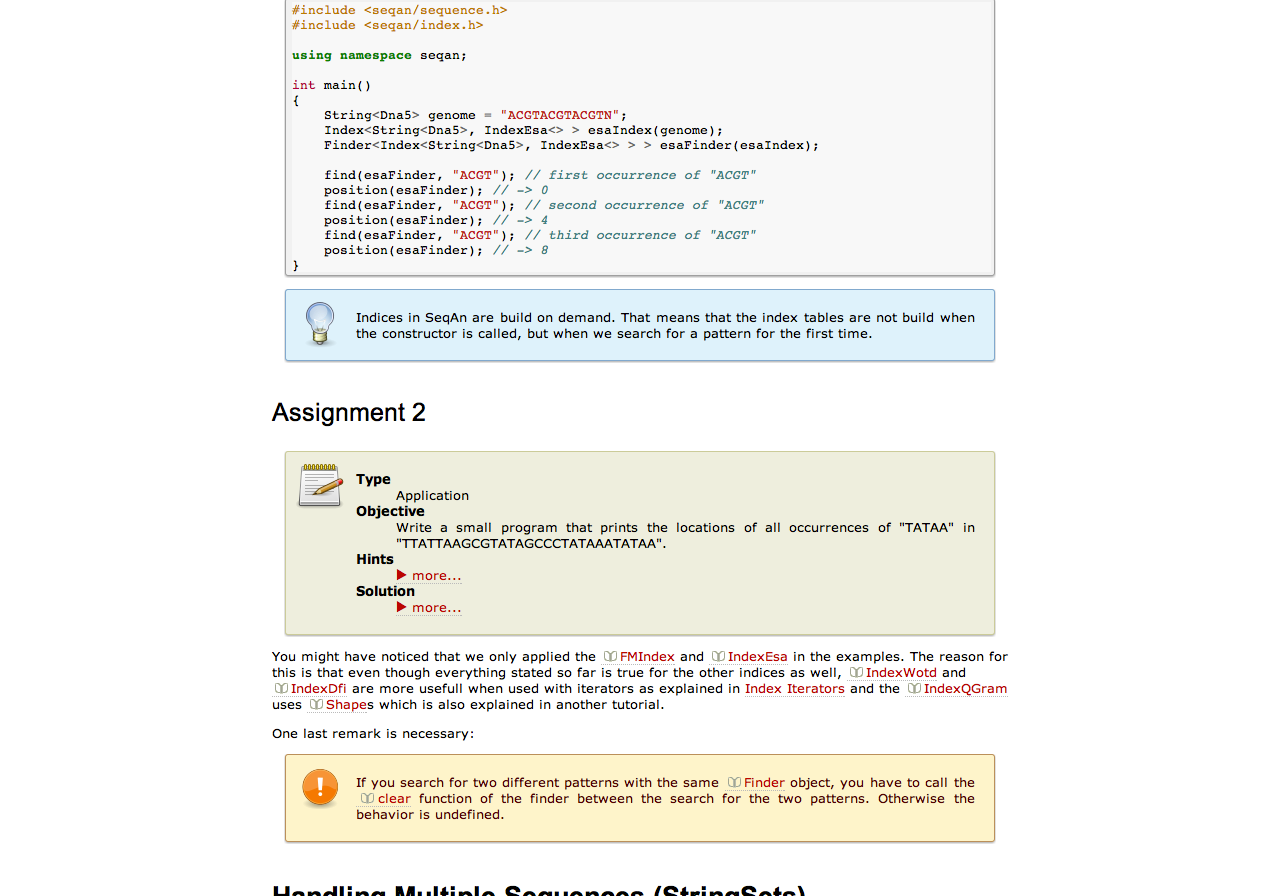 #include <seqan/sequence.h>
#include <seqan/index.h>
using namespace seqan;
int main()
{
String<Dna5> genome = "ACGTACGTACGTN";
Index<String<Dna5>, IndexEsa<> > esaIndex(genome);
Finder<Index<String<Dna5>, IndexEsa<> > > esaFinder(esaIndex);
find(esaFinder, "ACGT"); // first occurrence of "ACGT"
position(esaFinder); // -> 0
find(esaFinder, "ACGT"); // second occurrence of "ACGT"
position(esaFinder); // -> 4
find(esaFinder, "ACGT"); // third occurrence of "ACGT"
position(esaFinder); // -> 8
}
Indices in SeqAn are build on demand. That means that the index tables are not build when
the constructor is called, but when we search for a pattern for the first time.
Assignment 2
Type
Application
Objective
Write a small program that prints the locations of all occurrences of "TATAA" in
"TTATTAAGCGTATAGCCCTATAAATATAA".
Hints
▶ more...
Solution
▶ more...
You might have noticed that we only applied the FMIndex and IndexEsa in the examples. The reason for
this is that even though everything stated so far is true for the other indices as well, IndexWotd and
IndexDfi are more usefull when used with iterators as explained in Index Iterators and the IndexQGram
uses Shapes which is also explained in another tutorial.
One last remark is necessary:
If you search for two different patterns with the same Finder object, you have to call the
clear function of the finder between the search for the two patterns. Otherwise the
behavior is undefined.
Handling Multiple Sequences (StringSets)